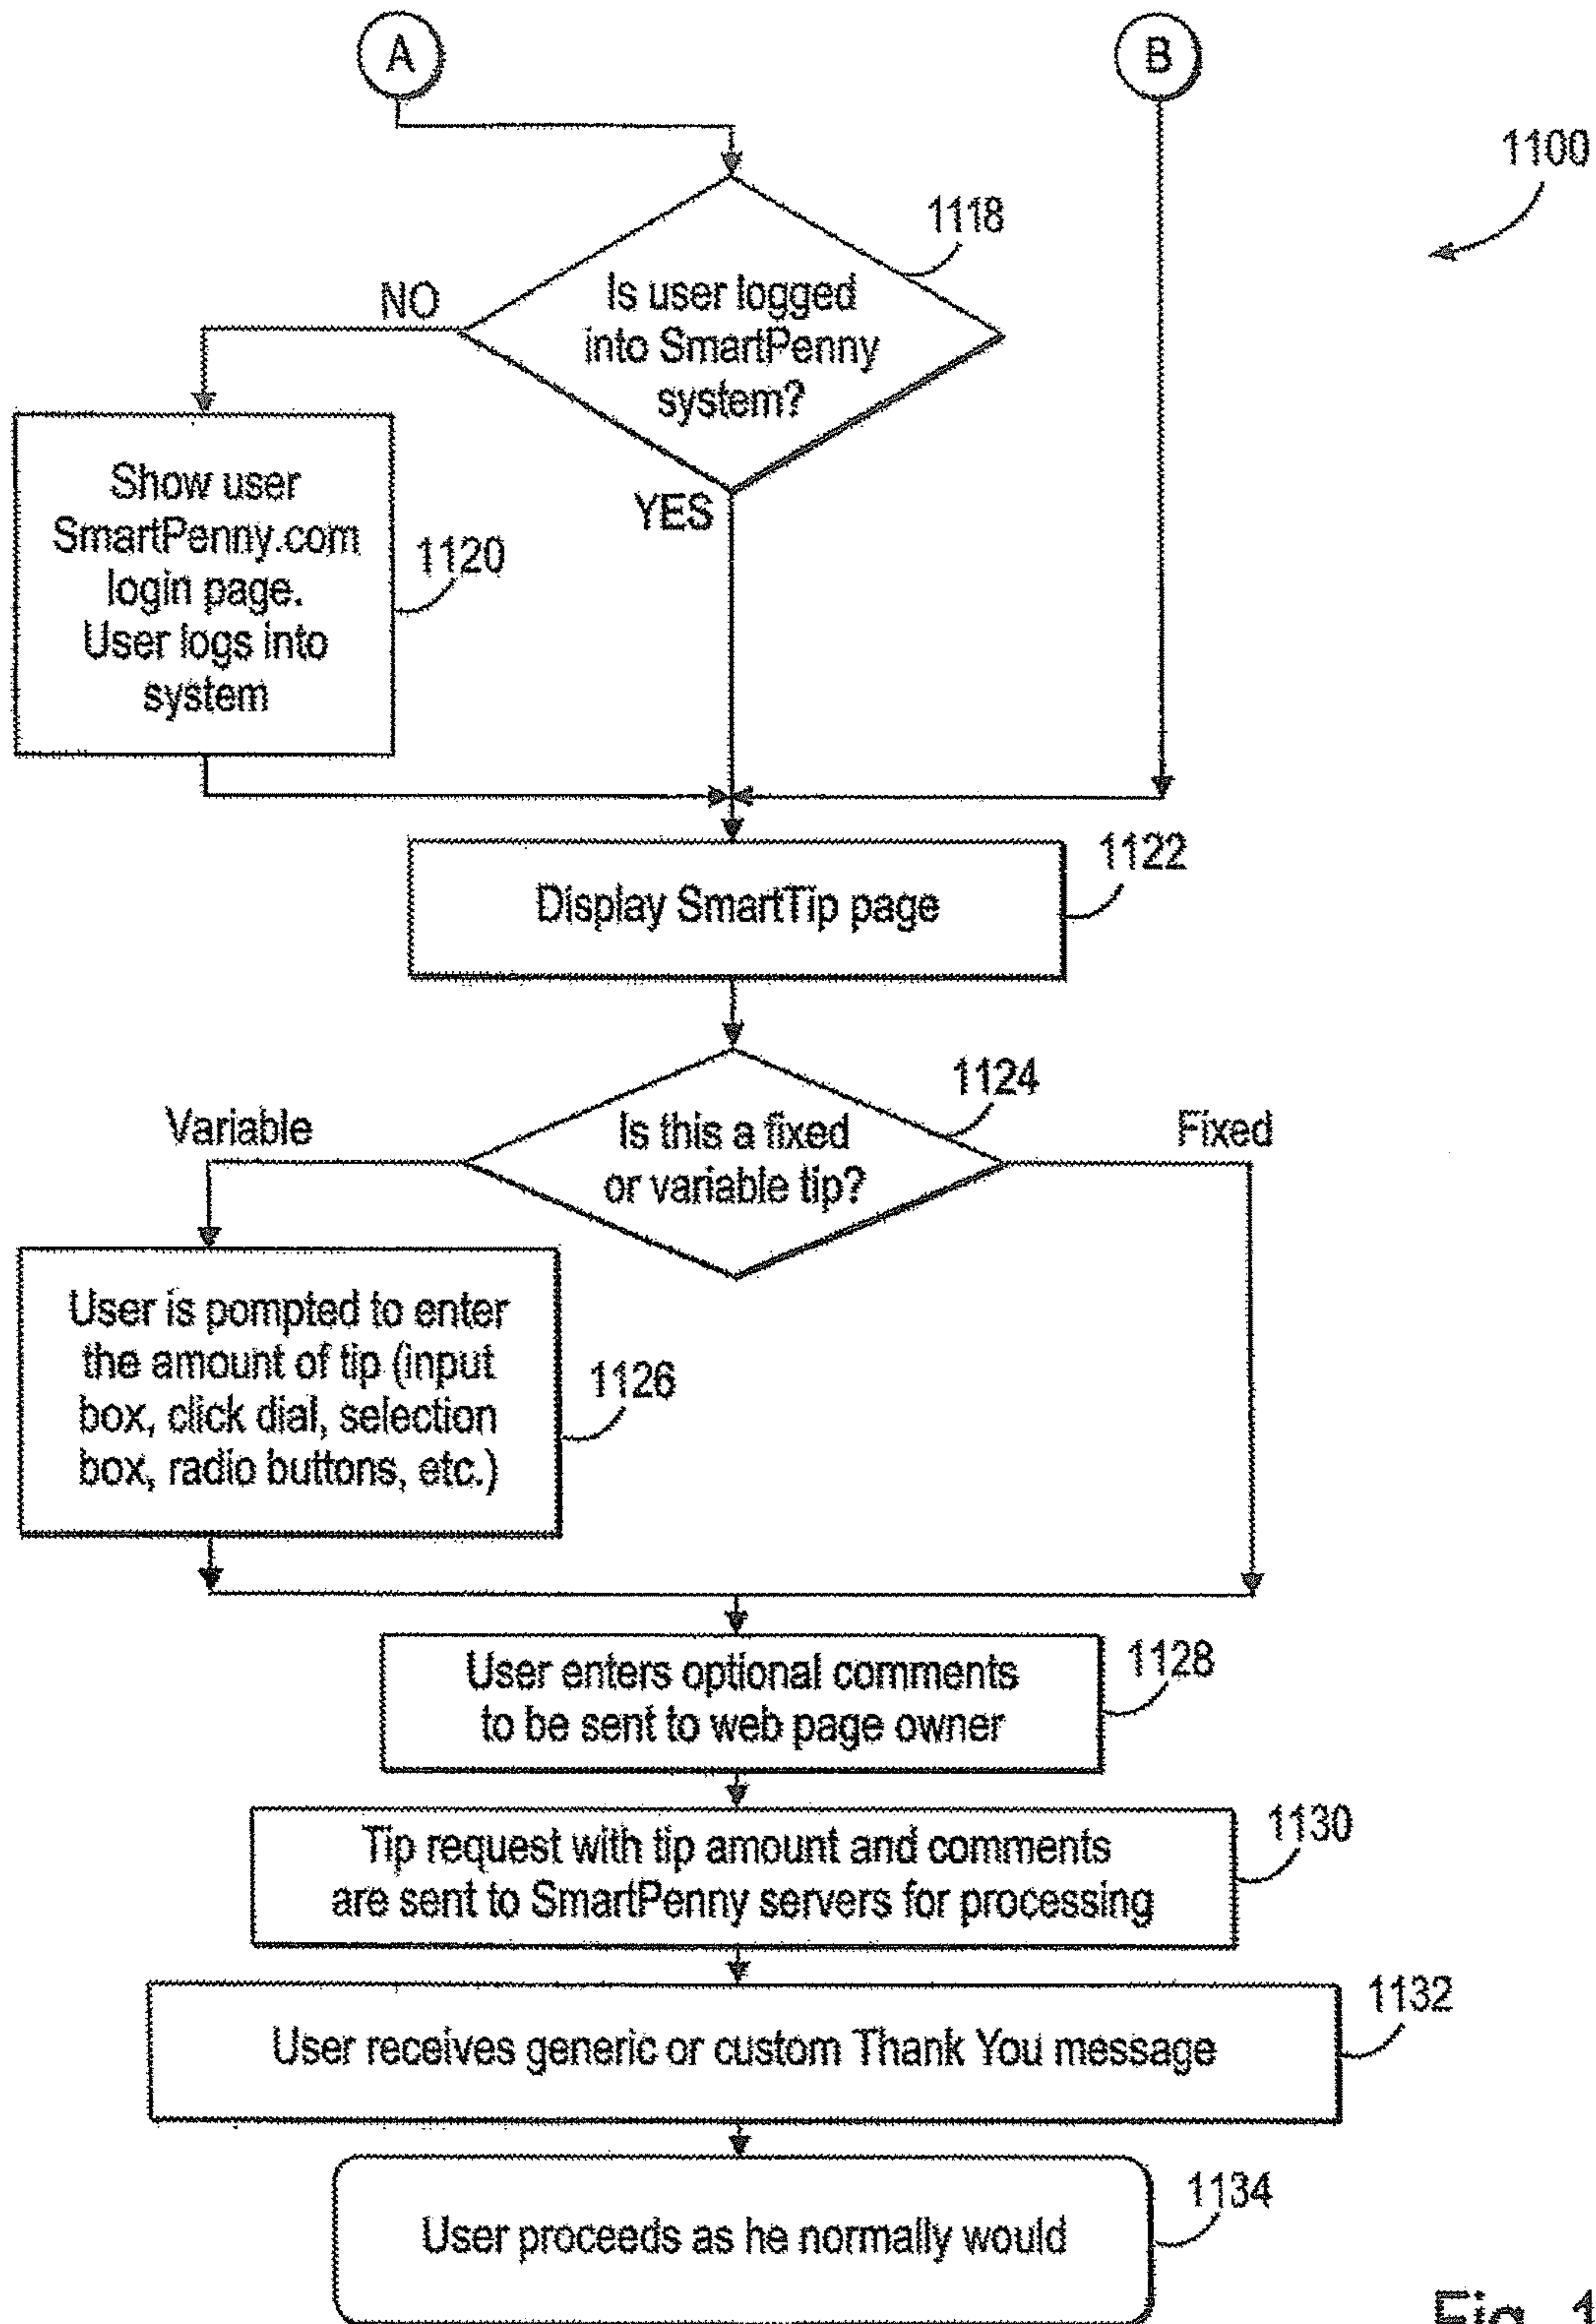 A
B
1100
1118
NO
Is user logged
into SmartPenny
system?
YES
Show user
SmartPenny.com
login page.
User logs into
system
1120
1122
Display SmartTip page
1124
Variable
Is this a fixed
or variable tip?
Fixed
User is pompted to enter
the amount of tip (input
box, click dial, selection
box, radio buttons, etc.)
1126
User enters optional comments
to be sent to web page owner
1128
Tip request with tip amount and comments
are sent to SmartPenny servers for processing
1130
User receives generic or custom Thank You message
1132
User proceeds as he normally would
1134
Fig.